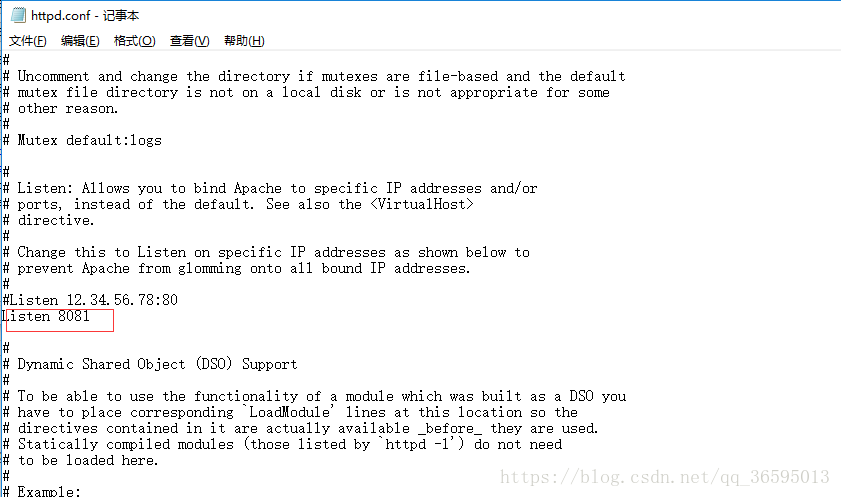 httpd.conf - 记事本
文件(F) 编辑(E) 格式(O) 查看(V) 帮助(H)
#
# Uncomment and change the directory if mutexes are file-based and the default
# mutex file directory is not on a local disk or is not appropriate for some
# other reason.
#
# Mutex default:logs
#
# Listen: Allows you to bind Apache to specific IP addresses and/or
# ports, instead of the default. See also the <VirtualHost>
# directive.
#
# Change this to Listen on specific IP addresses as shown below to
# prevent Apache from glomming onto all bound IP addresses.
#
#Listen 12.34.56.78:80
Listen 8081
#
# Dynamic Shared Object (DSO) Support
#
# To be able to use the functionality of a module which was built as a DSO you
# have to place corresponding `LoadModule' lines at this location so the
# directives contained in it are actually available _before_ they are used.
# Statically compiled modules (those listed by `httpd -l') do not need
# to be loaded here.
#
# Example:
https://blog.csdn.net/qq_36595013